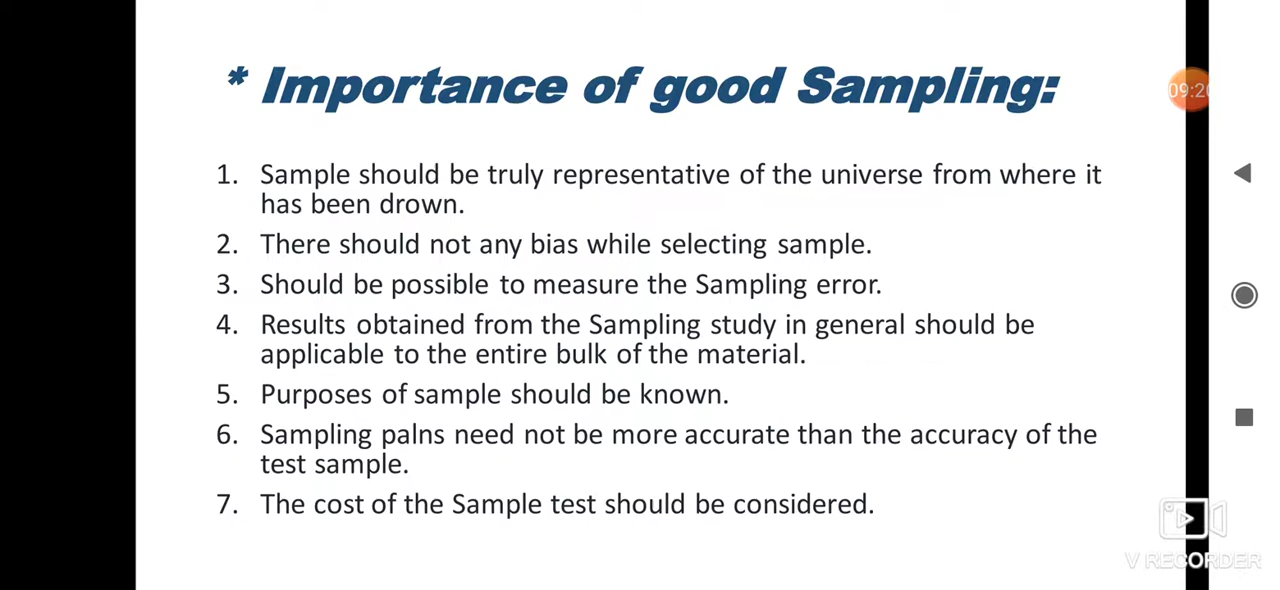 * Importance of good Sampling:
09:20
1. Sample should be truly representative of the universe from where it
has been drown.
2. There should not any bias while selecting sample.
3. Should be possible to measure the Sampling error.
4. Results obtained from the Sampling study in general should be
applicable to the entire bulk of the material.
5. Purposes of sample should be known.
6. Sampling palns need not be more accurate than the accuracy of the
test sample.
7. The cost of the Sample test should be considered.
V RECORDER